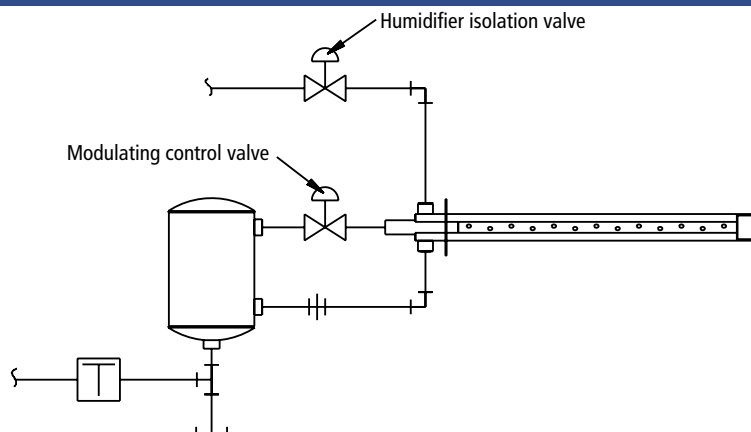 Humidifier isolation valve
Modulating control valve
T